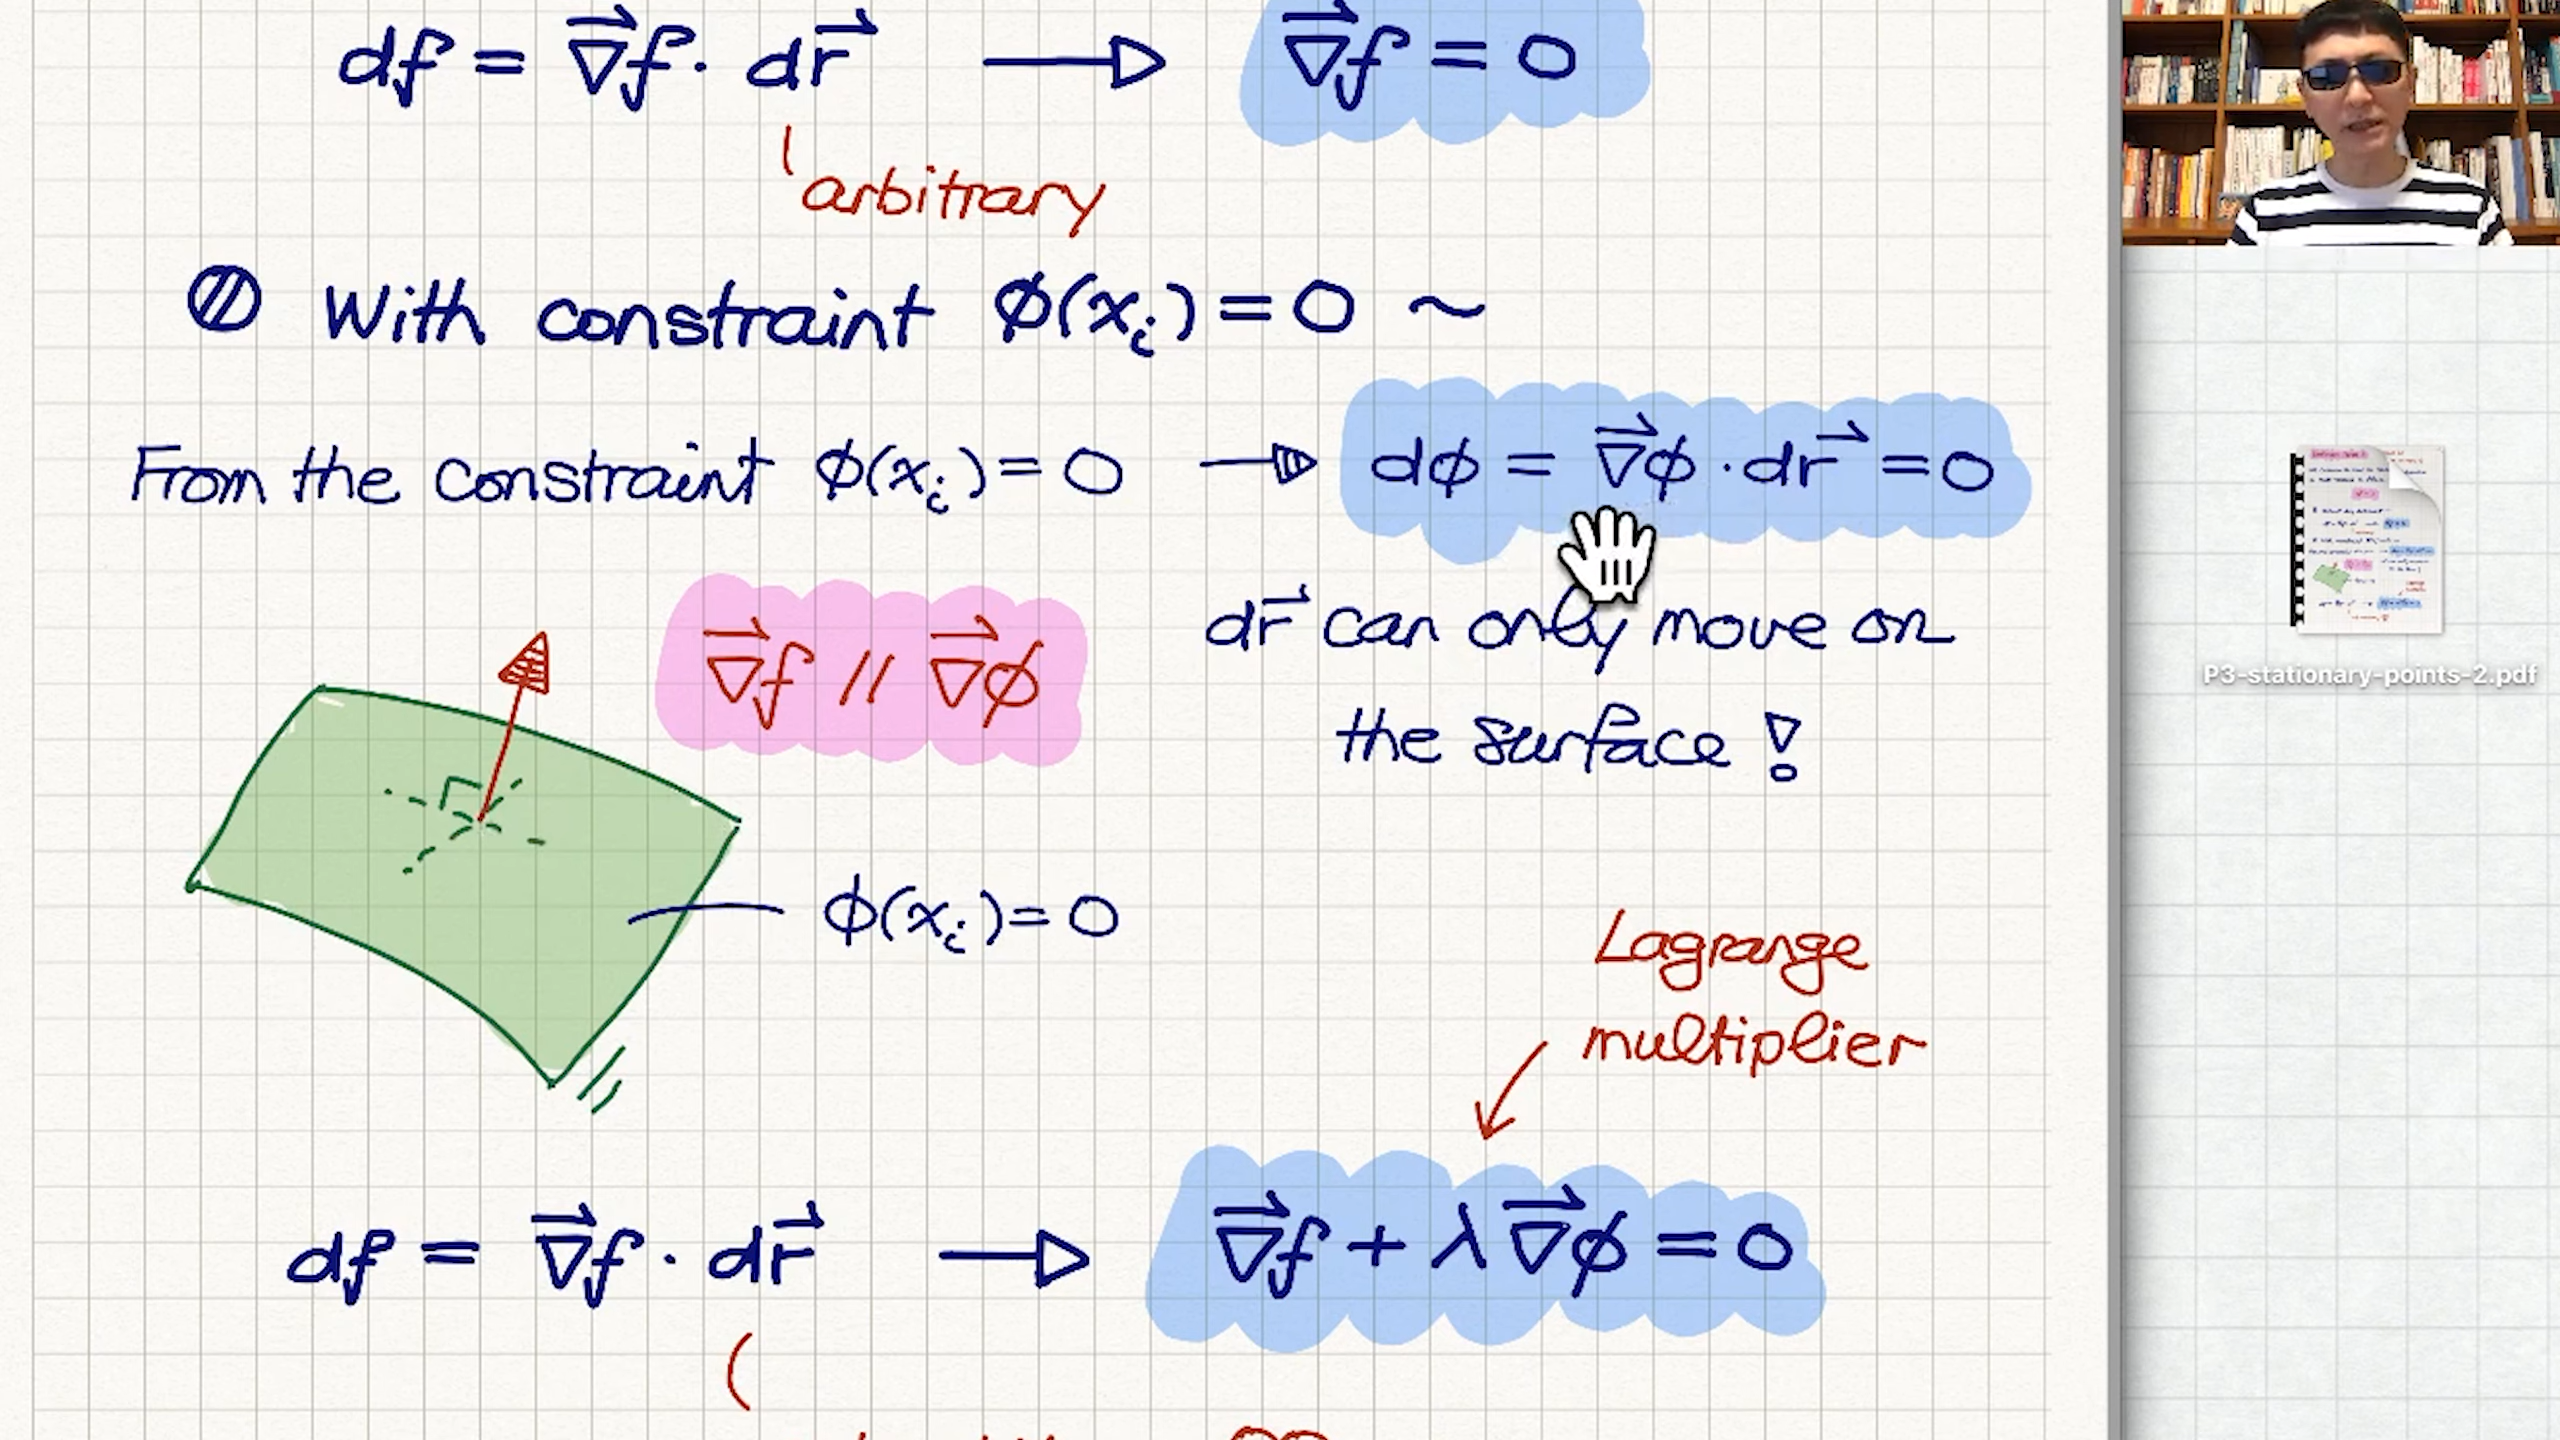 df = ∇⃗f · dr⃗ → ∇⃗f = 0
arbitrary
With constraint φ(xᵢ) = 0 ~
From the constraint φ(xᵢ) = 0 → dφ = ∇⃗φ · dr⃗ = 0
dr⃗ can only move on
the surface !
∇⃗f // ∇⃗φ
φ(xᵢ) = 0
Lagrange
multiplier
df = ∇⃗f · dr⃗ → ∇⃗f + λ∇⃗φ = 0
P3-stationary-points-2.pdf